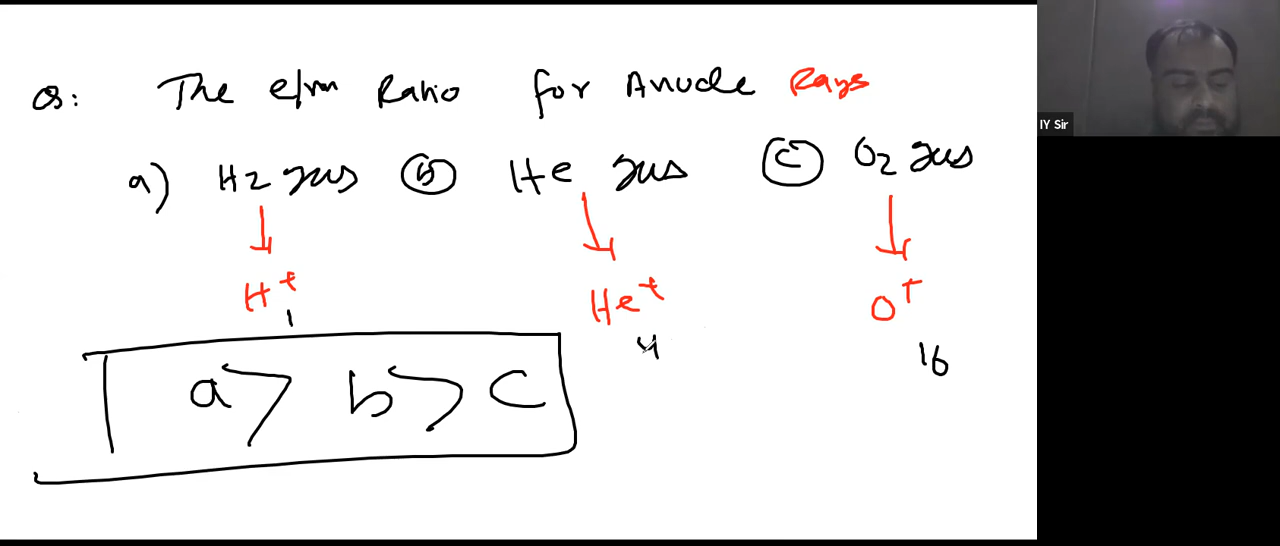 Q: The e/m Ratio for Anode Rays
a) H2 gas (b) He gas (c) O2 gas
H+ He+ O+
1 4 16
a > b > c
IY Sir